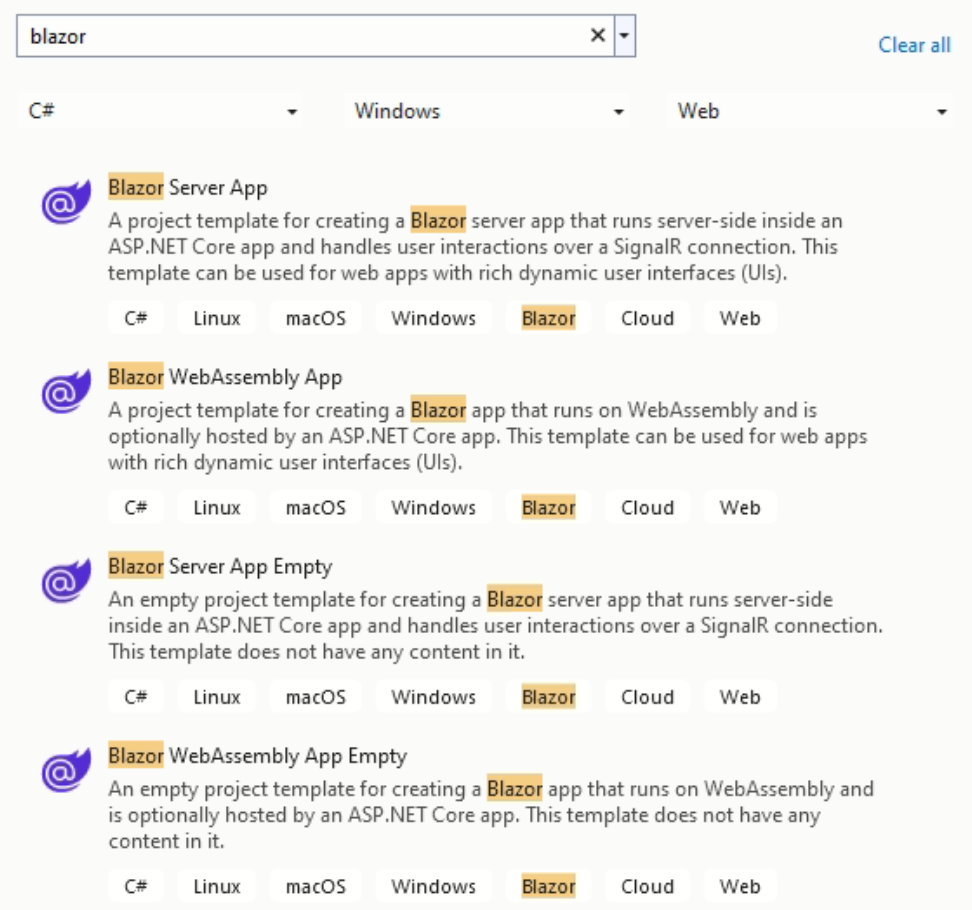 blazor
Clear all
C# Windows Web
Blazor Server App
A project template for creating a Blazor server app that runs server-side inside an
ASP.NET Core app and handles user interactions over a SignalR connection. This
template can be used for web apps with rich dynamic user interfaces (UIs).
C# Linux macOS Windows Blazor Cloud Web
Blazor WebAssembly App
A project template for creating a Blazor app that runs on WebAssembly and is
optionally hosted by an ASP.NET Core app. This template can be used for web apps
with rich dynamic user interfaces (UIs).
C# Linux macOS Windows Blazor Cloud Web
Blazor Server App Empty
An empty project template for creating a Blazor server app that runs server-side
inside an ASP.NET Core app and handles user interactions over a SignalR connection.
This template does not have any content in it.
C# Linux macOS Windows Blazor Cloud Web
Blazor WebAssembly App Empty
An empty project template for creating a Blazor app that runs on WebAssembly and
is optionally hosted by an ASP.NET Core app. This template does not have any
content in it.
C# Linux macOS Windows Blazor Cloud Web